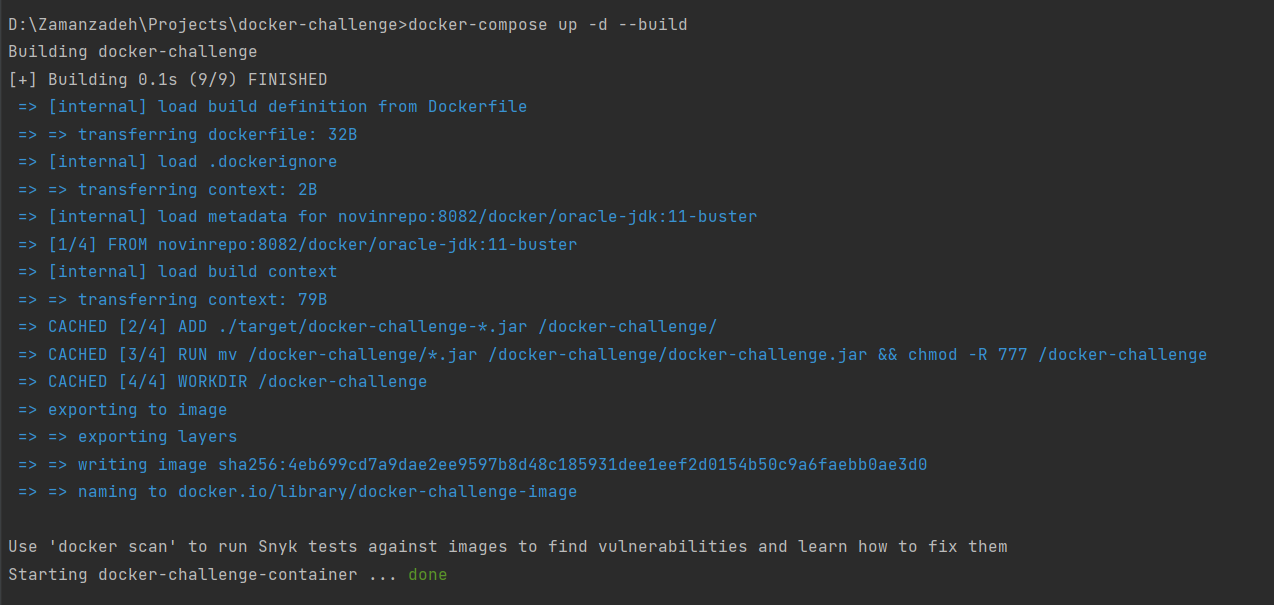 D:\Zamanzadeh\Projects\docker-challenge>docker-compose up -d --build
Building docker-challenge
[+] Building 0.1s (9/9) FINISHED
=> [internal] load build definition from Dockerfile
=> => transferring dockerfile: 32B
=> [internal] load .dockerignore
=> => transferring context: 2B
=> [internal] load metadata for novinrepo:8082/docker/oracle-jdk:11-buster
=> [1/4] FROM novinrepo:8082/docker/oracle-jdk:11-buster
=> [internal] load build context
=> => transferring context: 79B
=> CACHED [2/4] ADD ./target/docker-challenge-*.jar /docker-challenge/
=> CACHED [3/4] RUN mv /docker-challenge/*.jar /docker-challenge/docker-challenge.jar && chmod -R 777 /docker-challenge
=> CACHED [4/4] WORKDIR /docker-challenge
=> exporting to image
=> => exporting layers
=> => writing image sha256:4eb699cd7a9dae2ee9597b8d48c185931dee1eef2d0154b50c9a6faebb0ae3d0
=> => naming to docker.io/library/docker-challenge-image
Use 'docker scan' to run Snyk tests against images to find vulnerabilities and learn how to fix them
Starting docker-challenge-container ... done